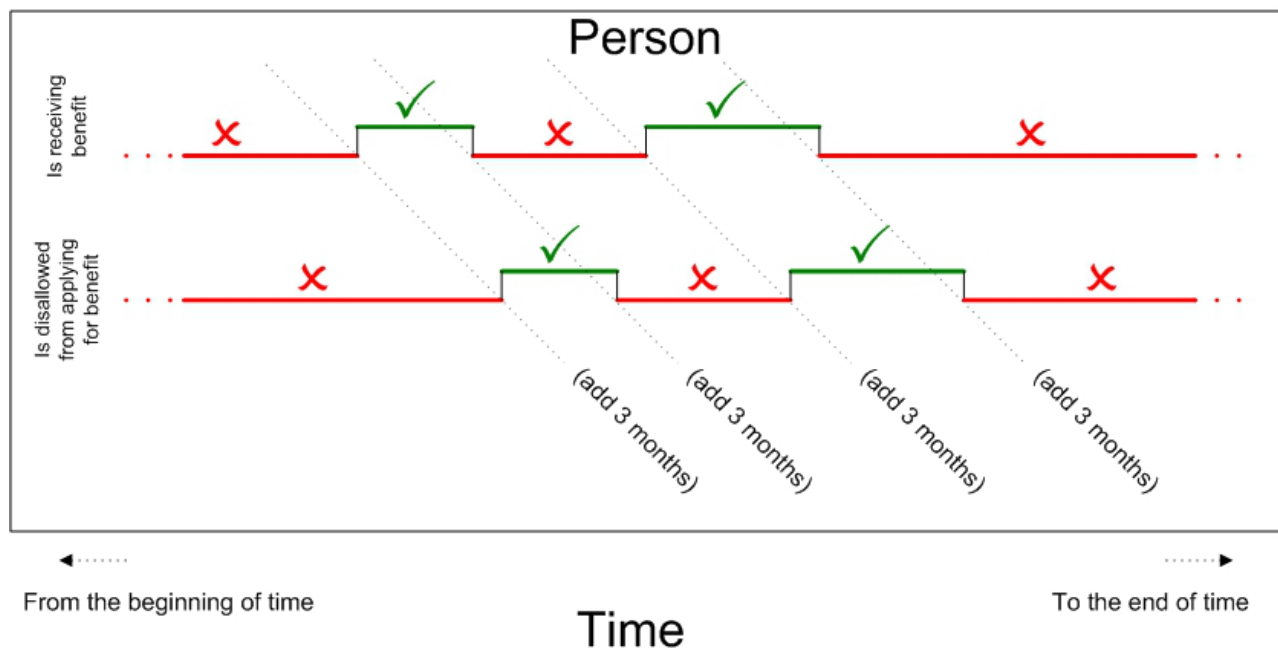 Person
Is receiving
benefit
Is disallowed
from applying
for benefit
(add 3 months)
(add 3 months)
(add 3 months)
(add 3 months)
From the beginning of time
To the end of time
Time